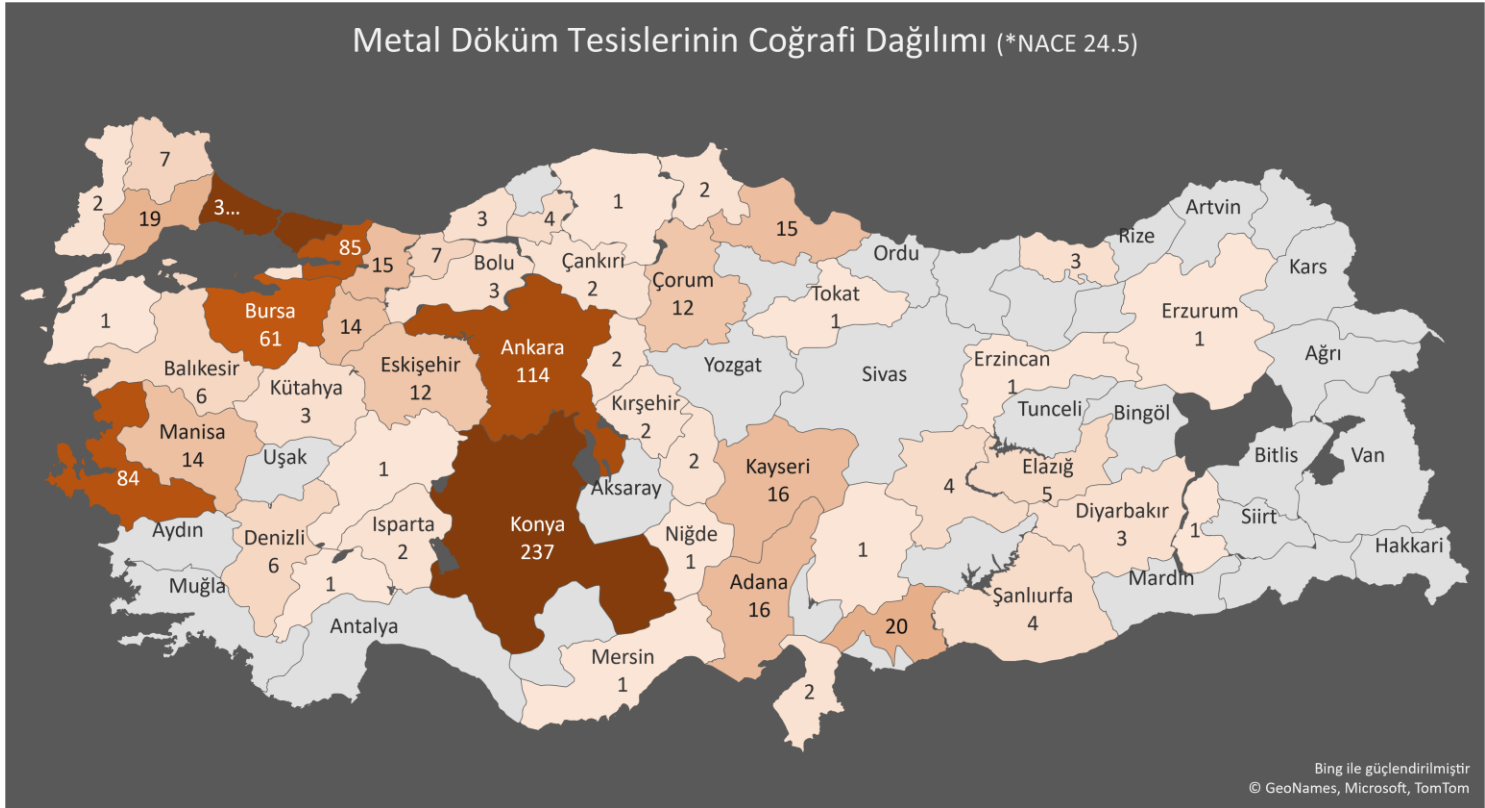 Metal Döküm Tesislerinin Coğrafi Dağılımı (*NACE 24.5)
7
2
19
3...
85
15
7
3
4
1
2
15
Bolu
3
Çankırı
2
Çorum
12
Ordu
3
Rize
Artvin
Kars
1
Bursa
61
14
Ankara
114
2
Tokat
1
Erzurum
1
Balıkesir
6
Kütahya
3
Eskişehir
12
Kırşehir
2
Yozgat
Sivas
Erzincan
1
Ağrı
Tunceli
Bingöl
Manisa
14
84
Uşak
1
2
Kayseri
16
4
Elazığ
5
Bitlis
Van
Aksaray
Diyarbakır
3
1
Siirt
Hakkari
Aydın
Denizli
6
Isparta
2
Konya
237
Niğde
1
1
Mardin
Muğla
1
Adana
16
Şanlıurfa
4
Antalya
20
Mersin
1
2
Bing ile güçlendirilmiştir
© GeoNames, Microsoft, TomTom